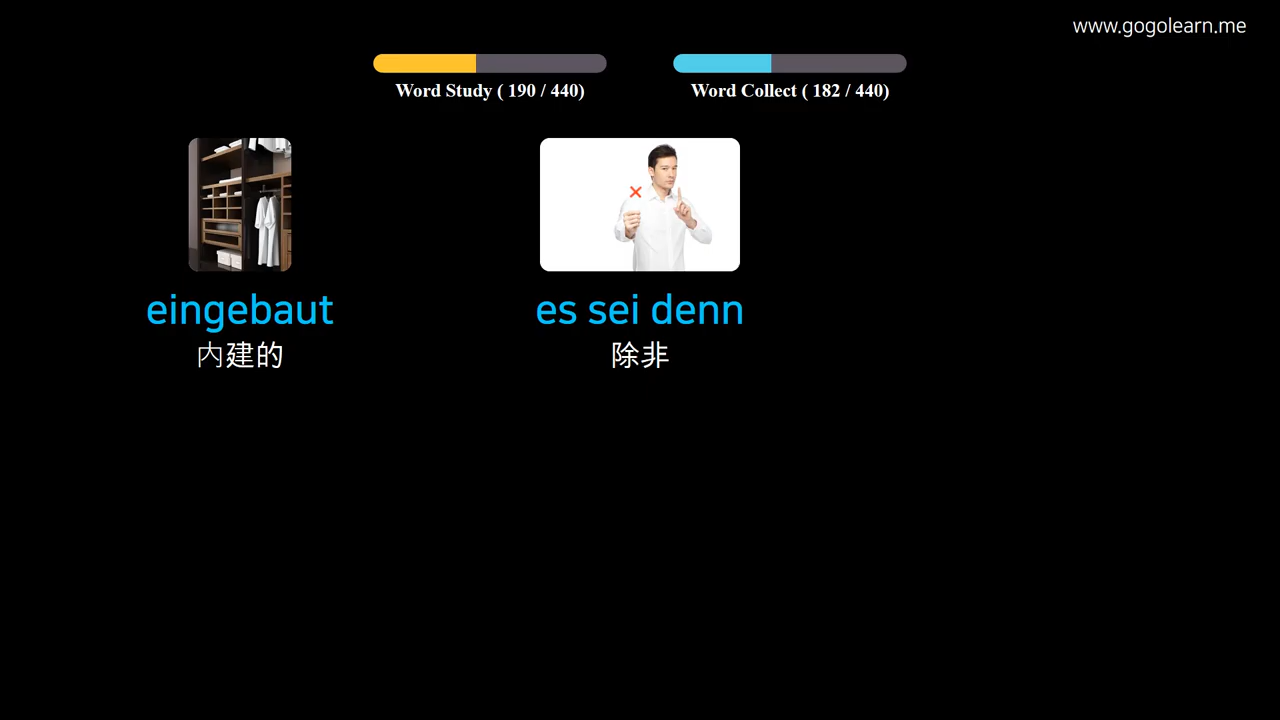 www.gogolearn.me
Word Study ( 190 / 440)
Word Collect ( 182 / 440)
eingebaut
内建的
es sei denn
除非